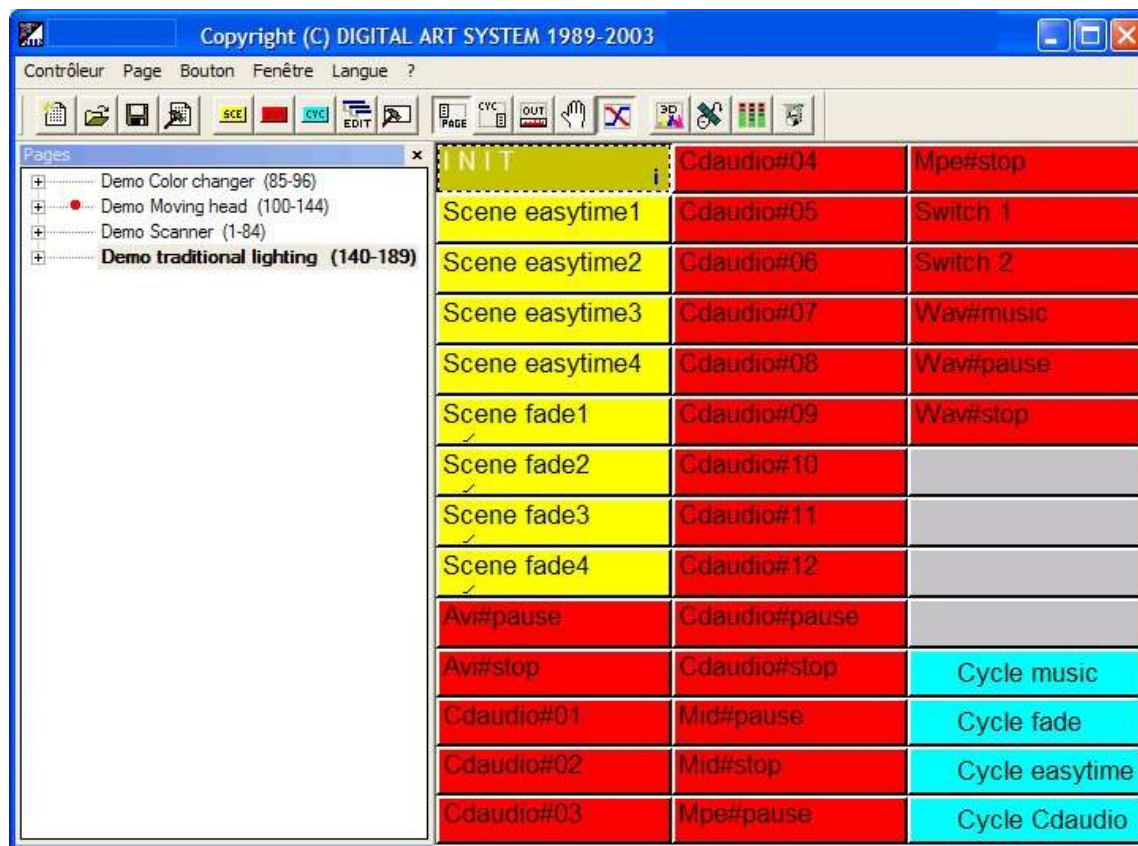 Copyright (C) DIGITAL ART SYSTEM 1989-2003
Contrôleur Page Bouton Fenêtre Langue ?
SCE CYC EDIT PAGE CYC OUT 3D
Pages
Demo Color changer (85-96)
Demo Moving head (100-144)
Demo Scanner (1-84)
Demo traditional lighting (140-189)
I N I T i Cdaudio#04 Mpe#stop
Scene easytime1 Cdaudio#05 Switch 1
Scene easytime2 Cdaudio#06 Switch 2
Scene easytime3 Cdaudio#07 Wav#music
Scene easytime4 Cdaudio#08 Wav#pause
Scene fade1 Cdaudio#09 Wav#stop
Scene fade2 Cdaudio#10
Scene fade3 Cdaudio#11
Scene fade4 Cdaudio#12
Avi#pause Cdaudio#pause
Avi#stop Cdaudio#stop Cycle music
Cdaudio#01 Mid#pause Cycle fade
Cdaudio#02 Mid#stop Cycle easytime
Cdaudio#03 Mpe#pause Cycle Cdaudio